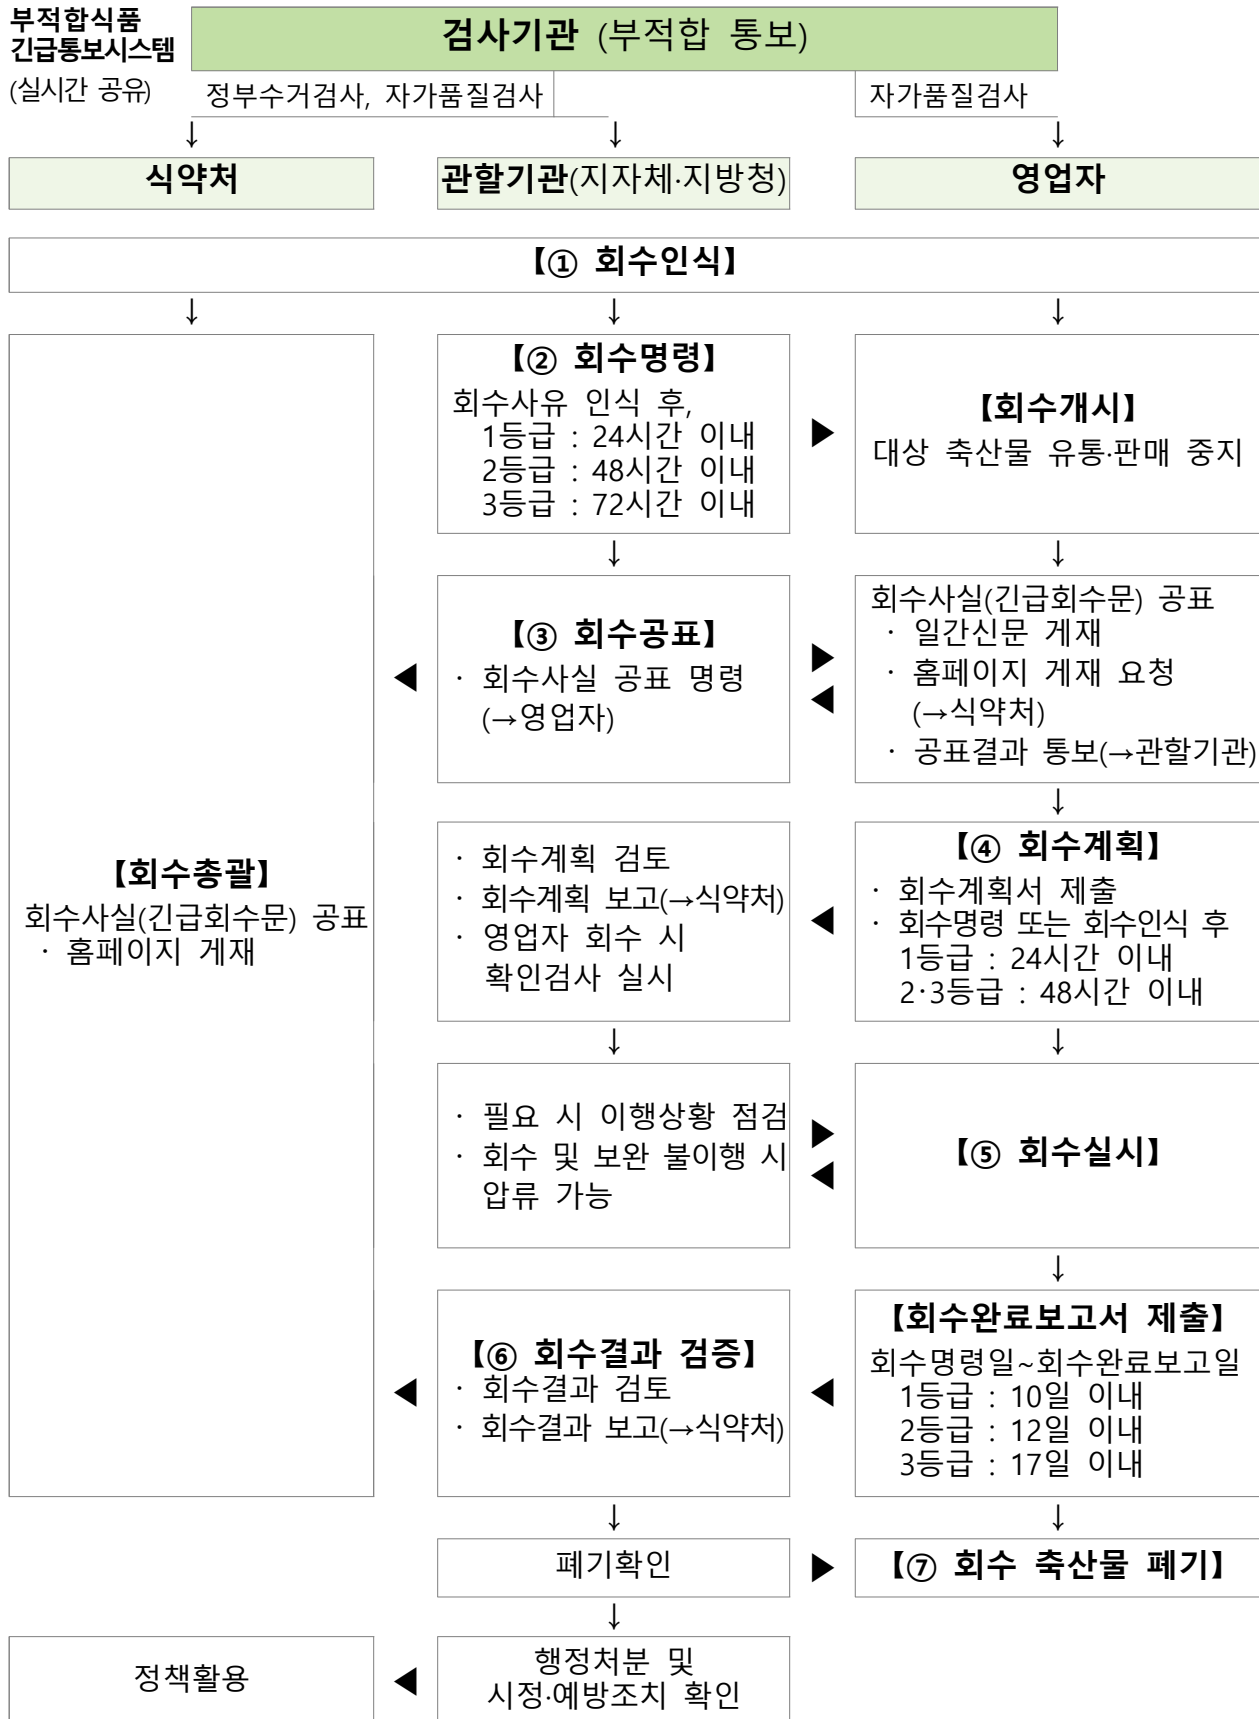 부적합식품
긴급통보시스템
(실시간 공유)
검사기관 (부적합 통보)
정부수거검사, 자가품질검사
자가품질검사
↓ ↓ ↓
식약처
관할기관(지자체·지방청)
영업자
【① 회수인식】
↓ ↓ ↓
【② 회수명령】
회수사유 인식 후,
1등급 : 24시간 이내
2등급 : 48시간 이내
3등급 : 72시간 이내
▶
【회수개시】
대상 축산물 유통·판매 중지
↓ ↓
◀
【③ 회수공표】
· 회수사실 공표 명령
(→영업자)
▶
◀
회수사실(긴급회수문) 공표
· 일간신문 게재
· 홈페이지 게재 요청
(→식약처)
· 공표결과 통보(→관할기관)
↓
【회수총괄】
회수사실(긴급회수문) 공표
· 홈페이지 게재
· 회수계획 검토
· 회수계획 보고(→식약처)
· 영업자 회수 시
확인검사 실시
◀
【④ 회수계획】
· 회수계획서 제출
· 회수명령 또는 회수인식 후
1등급 : 24시간 이내
2·3등급 : 48시간 이내
↓ ↓
· 필요 시 이행상황 점검
· 회수 및 보완 불이행 시
압류 가능
▶
◀
【⑤ 회수실시】
↓
◀
【⑥ 회수결과 검증】
· 회수결과 검토
· 회수결과 보고(→식약처)
◀
【회수완료보고서 제출】
회수명령일~회수완료보고일
1등급 : 10일 이내
2등급 : 12일 이내
3등급 : 17일 이내
↓ ↓
폐기확인
▶
【⑦ 회수 축산물 폐기】
↓
정책활용
◀
행정처분 및
시정·예방조치 확인